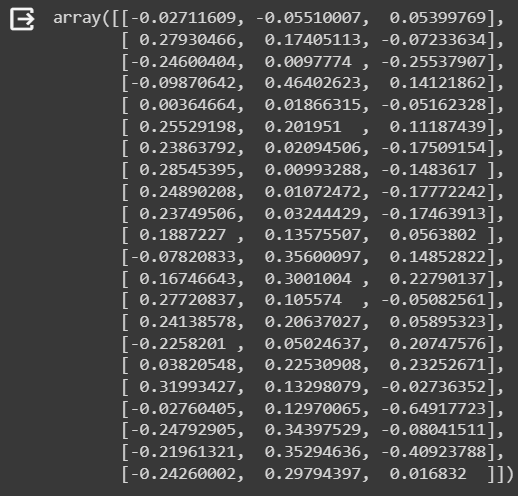 array([[-0.02711609, -0.05510007,  0.05399769],
       [ 0.27930466,  0.17405113, -0.07233634],
       [-0.24600404,  0.0097774 , -0.25537907],
       [-0.09870642,  0.46402623,  0.14121862],
       [ 0.00364664,  0.01866315, -0.05162328],
       [ 0.25529198,  0.201951  ,  0.11187439],
       [ 0.23863792,  0.02094506, -0.17509154],
       [ 0.28545395,  0.00993288, -0.1483617 ],
       [ 0.24890208,  0.01072472, -0.17772242],
       [ 0.23749506,  0.03244429, -0.17463913],
       [ 0.1887227 ,  0.13575507,  0.0563802 ],
       [-0.07820833,  0.35600097,  0.14852822],
       [ 0.16746643,  0.3001004 ,  0.22790137],
       [ 0.27720837,  0.105574  , -0.05082561],
       [ 0.24138578,  0.20637027,  0.05895323],
       [-0.2258201 ,  0.05024637,  0.20747576],
       [ 0.03820548,  0.22530908,  0.23252671],
       [ 0.31993427,  0.13298079, -0.02736352],
       [-0.02760405,  0.12970065, -0.64917723],
       [-0.24792905,  0.34397529, -0.08041511],
       [-0.21961321,  0.35294636, -0.40923788],
       [-0.24260002,  0.29794397,  0.016832  ]])